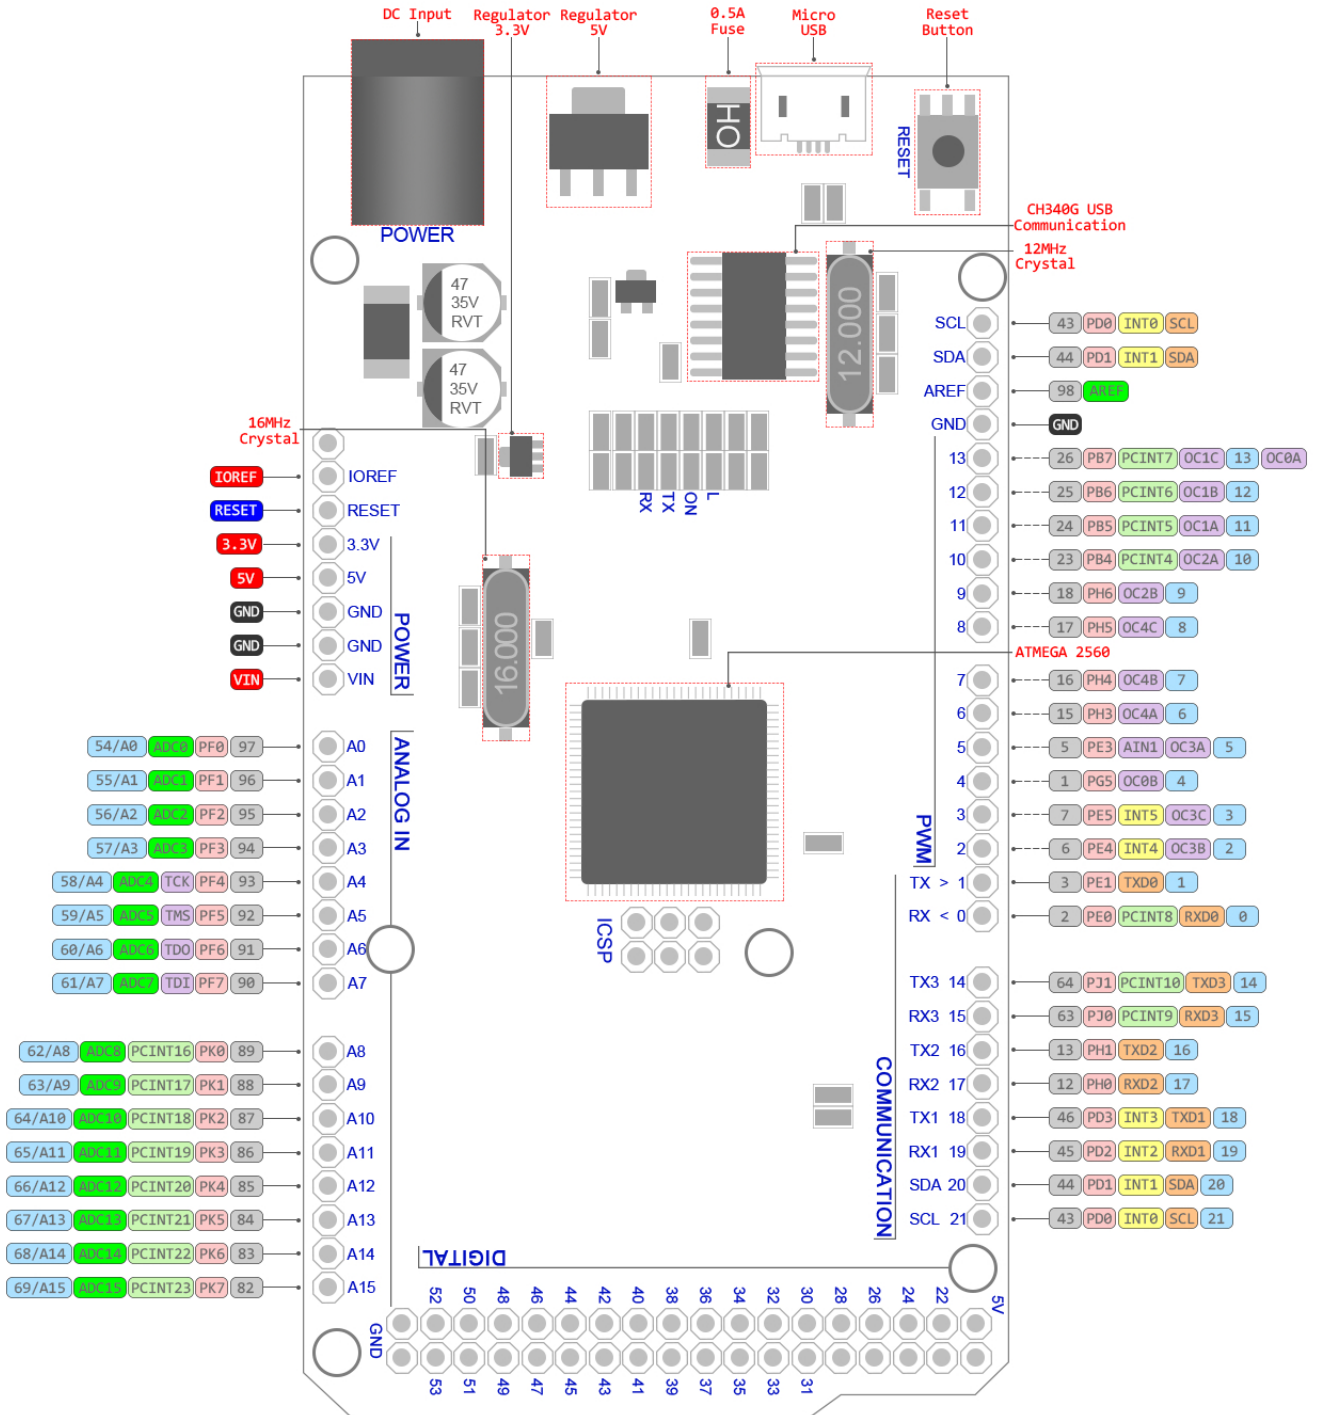 DC Input
Regulator
3.3V
Regulator
5V
0.5A
Fuse
Micro
USB
Reset
Button
OHO
RESET
POWER
CH340G USB
Communication
12MHz
Crystal
47
35V
RVT
47
35V
RVT
12.000
16MHz
Crystal
RX
TX
ON
L
16.000
ATMEGA 2560
ICSP
IOREF IOREF
RESET RESET
3.3V 3.3V
5V 5V
GND GND
GND GND
VIN VIN
POWER
54/A0 ADC0 PF0 97 A0
55/A1 ADC1 PF1 96 A1
56/A2 ADC2 PF2 95 A2
57/A3 ADC3 PF3 94 A3
58/A4 ADC4 TCK PF4 93 A4
59/A5 ADC5 TMS PF5 92 A5
60/A6 ADC6 TDO PF6 91 A6
61/A7 ADC7 TDI PF7 90 A7
ANALOG IN
62/A8 ADC8 PCINT16 PK0 89 A8
63/A9 ADC9 PCINT17 PK1 88 A9
64/A10 ADC10 PCINT18 PK2 87 A10
65/A11 ADC11 PCINT19 PK3 86 A11
66/A12 ADC12 PCINT20 PK4 85 A12
67/A13 ADC13 PCINT21 PK5 84 A13
68/A14 ADC14 PCINT22 PK6 83 A14
69/A15 ADC15 PCINT23 PK7 82 A15
SCL 43 PD0 INT0 SCL
SDA 44 PD1 INT1 SDA
AREF 98 AREF
GND GND
13 26 PB7 PCINT7 OC1C 13 OC0A
12 25 PB6 PCINT6 OC1B 12
11 24 PB5 PCINT5 OC1A 11
10 23 PB4 PCINT4 OC2A 10
9 18 PH6 OC2B 9
8 17 PH5 OC4C 8
7 16 PH4 OC4B 7
6 15 PH3 OC4A 6
5 5 PE3 AIN1 OC3A 5
4 1 PG5 OC0B 4
3 7 PE5 INT5 OC3C 3
2 6 PE4 INT4 OC3B 2
PWM
TX > 1 3 PE1 TXD0 1
RX < 0 2 PE0 PCINT8 RXD0 0
TX3 14 64 PJ1 PCINT10 TXD3 14
RX3 15 63 PJ0 PCINT9 RXD3 15
TX2 16 13 PH1 TXD2 16
RX2 17 12 PH0 RXD2 17
TX1 18 46 PD3 INT3 TXD1 18
RX1 19 45 PD2 INT2 RXD1 19
SDA 20 44 PD1 INT1 SDA 20
SCL 21 43 PD0 INT0 SCL 21
COMMUNICATION
DIGITAL
52 50 48 46 44 42 40 38 36 34 32 30 28 26 24 22 5V
GND
53 51 49 47 45 43 41 39 37 35 33 31